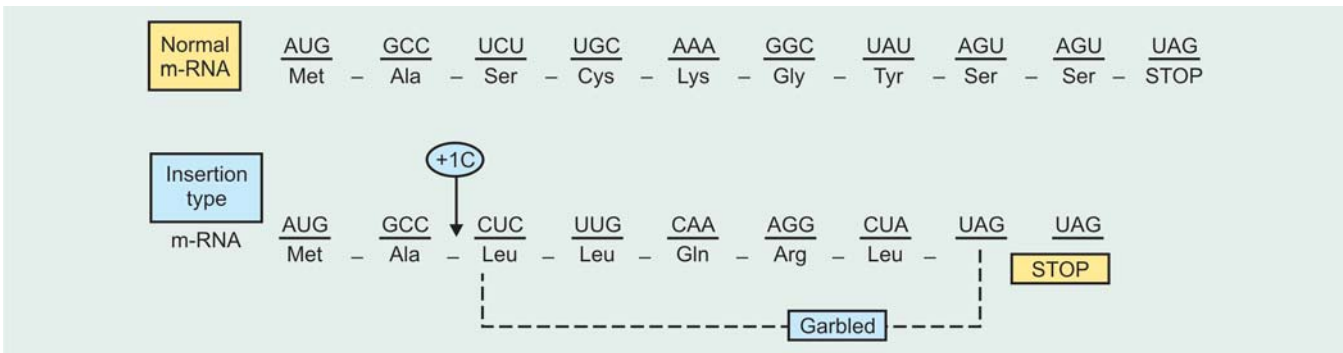 Normal m-RNA
AUG GCC UCU UGC AAA GGC UAU AGU AGU UAG
Met – Ala – Ser – Cys – Lys – Gly – Tyr – Ser – Ser – STOP
+1C
Insertion type
m-RNA
AUG GCC CUC UUG CAA AGG CUA UAG UAG
Met – Ala – Leu – Leu – Gln – Arg – Leu –
STOP
Garbled